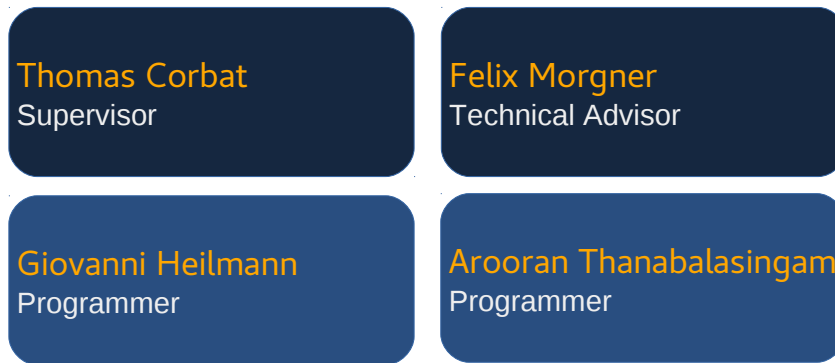 Thomas Corbat
Supervisor
Felix Morgner
Technical Advisor
Giovanni Heilmann
Programmer
Arooran Thanabalasingam
Programmer